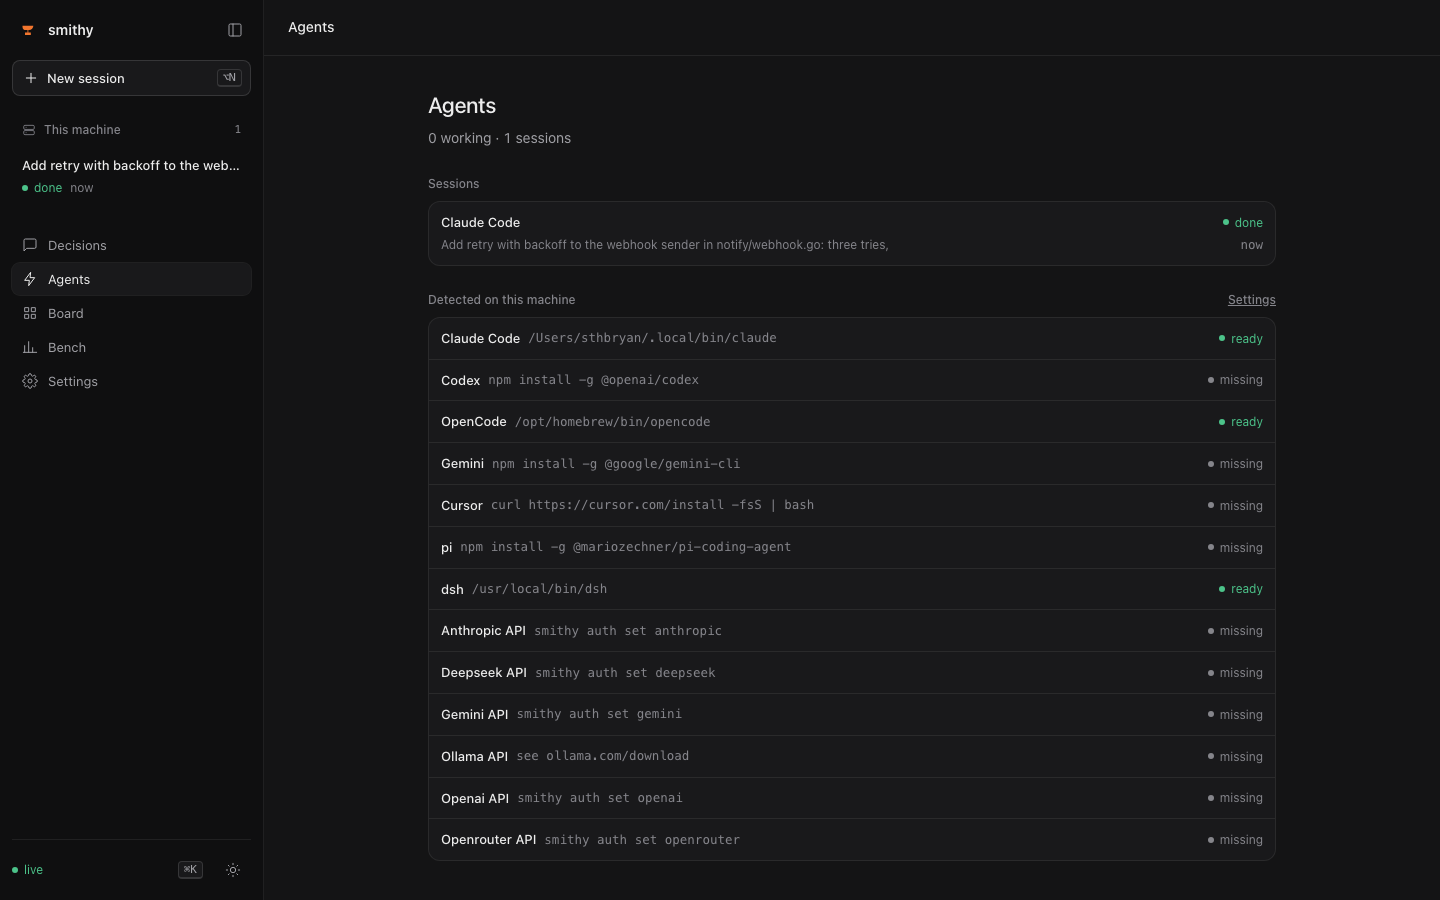 smithy
New session ⌥N
This machine 1
Add retry with backoff to the web...
done now
Decisions
Agents
Board
Bench
Settings
live ⌘K
Agents
Agents
0 working · 1 sessions
Sessions
Claude Code done
Add retry with backoff to the webhook sender in notify/webhook.go: three tries, now
Detected on this machine Settings
Claude Code /Users/sthbryan/.local/bin/claude ready
Codex npm install -g @openai/codex missing
OpenCode /opt/homebrew/bin/opencode ready
Gemini npm install -g @google/gemini-cli missing
Cursor curl https://cursor.com/install -fsS | bash missing
pi npm install -g @mariozechner/pi-coding-agent missing
dsh /usr/local/bin/dsh ready
Anthropic API smithy auth set anthropic missing
Deepseek API smithy auth set deepseek missing
Gemini API smithy auth set gemini missing
Ollama API see ollama.com/download missing
Openai API smithy auth set openai missing
Openrouter API smithy auth set openrouter missing